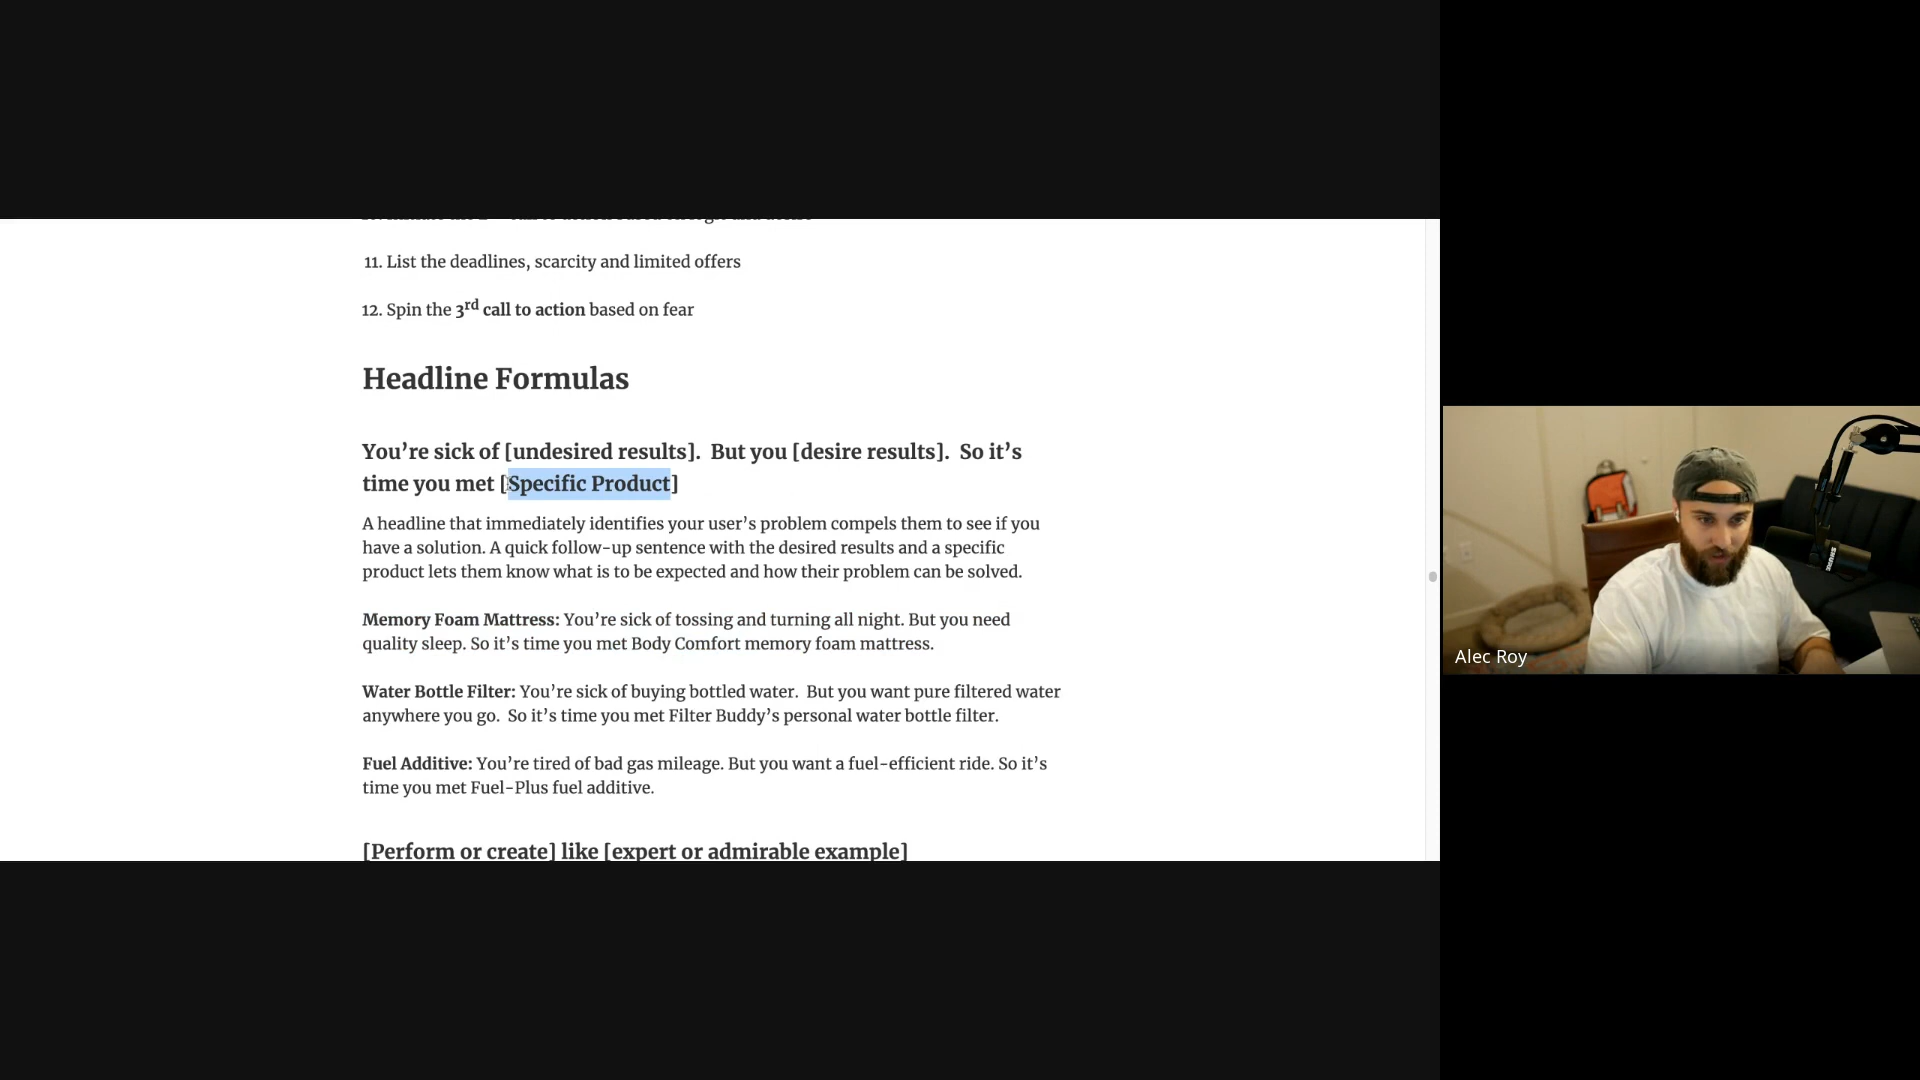 11. List the deadlines, scarcity and limited offers
12. Spin the 3rd call to action based on fear
Headline Formulas
You’re sick of [undesired results].  But you [desire results].  So it’s
time you met [Specific Product]
A headline that immediately identifies your user’s problem compels them to see if you
have a solution. A quick follow-up sentence with the desired results and a specific
product lets them know what is to be expected and how their problem can be solved.
Memory Foam Mattress: You’re sick of tossing and turning all night. But you need
quality sleep. So it’s time you met Body Comfort memory foam mattress.
Water Bottle Filter: You’re sick of buying bottled water.  But you want pure filtered water
anywhere you go.  So it’s time you met Filter Buddy’s personal water bottle filter.
Fuel Additive: You’re tired of bad gas mileage. But you want a fuel-efficient ride. So it’s
time you met Fuel-Plus fuel additive.
[Perform or create] like [expert or admirable example]
SHURE
Alec Roy